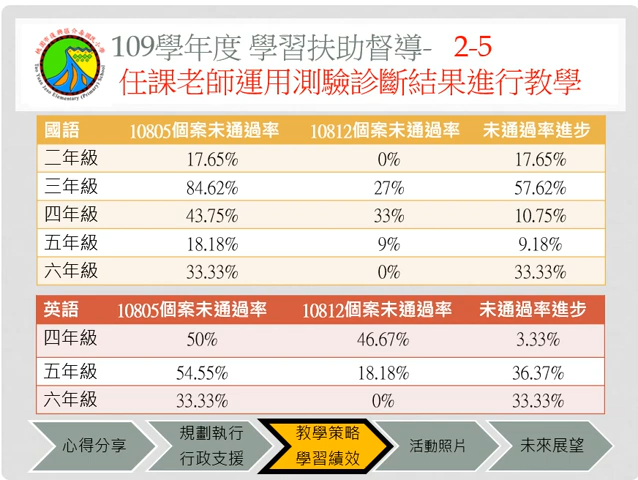 109學年度 學習扶助督導- 2-5
任課老師運用測驗診斷結果進行教學
國語 10805個案未通過率 10812個案未通過率 未通過率進步
二年級 17.65% 0% 17.65%
三年級 84.62% 27% 57.62%
四年級 43.75% 33% 10.75%
五年級 18.18% 9% 9.18%
六年級 33.33% 0% 33.33%
英語 10805個案未通過率 10812個案未通過率 未通過率進步
四年級 50% 46.67% 3.33%
五年級 54.55% 18.18% 36.37%
六年級 33.33% 0% 33.33%
心得分享
規劃執行
行政支援
教學策略
學習績效
活動照片
未來展望